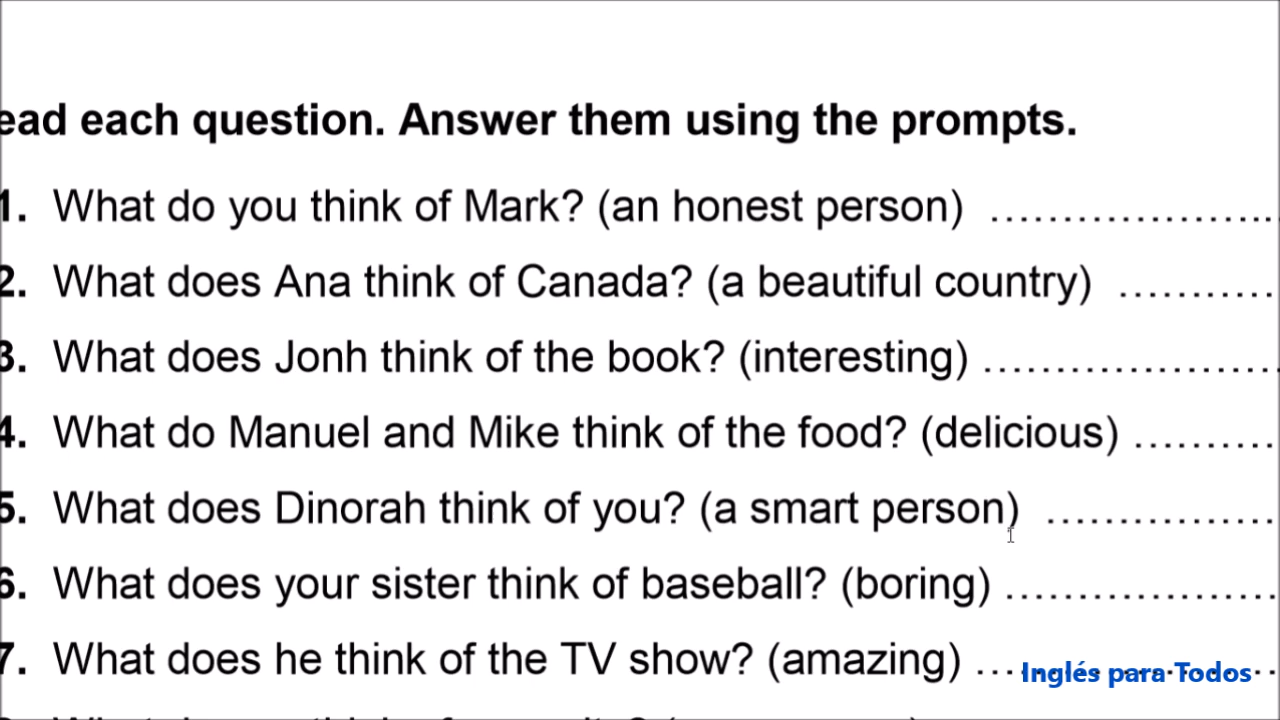 ead each question. Answer them using the prompts.
1. What do you think of Mark? (an honest person) .....................
2. What does Ana think of Canada? (a beautiful country) ...........
3. What does Jonh think of the book? (interesting) .....................
4. What do Manuel and Mike think of the food? (delicious) ..........
5. What does Dinorah think of you? (a smart person) ................
6. What does your sister think of baseball? (boring) ...................
7. What does he think of the TV show? (amazing) ...................
Inglés para Todos